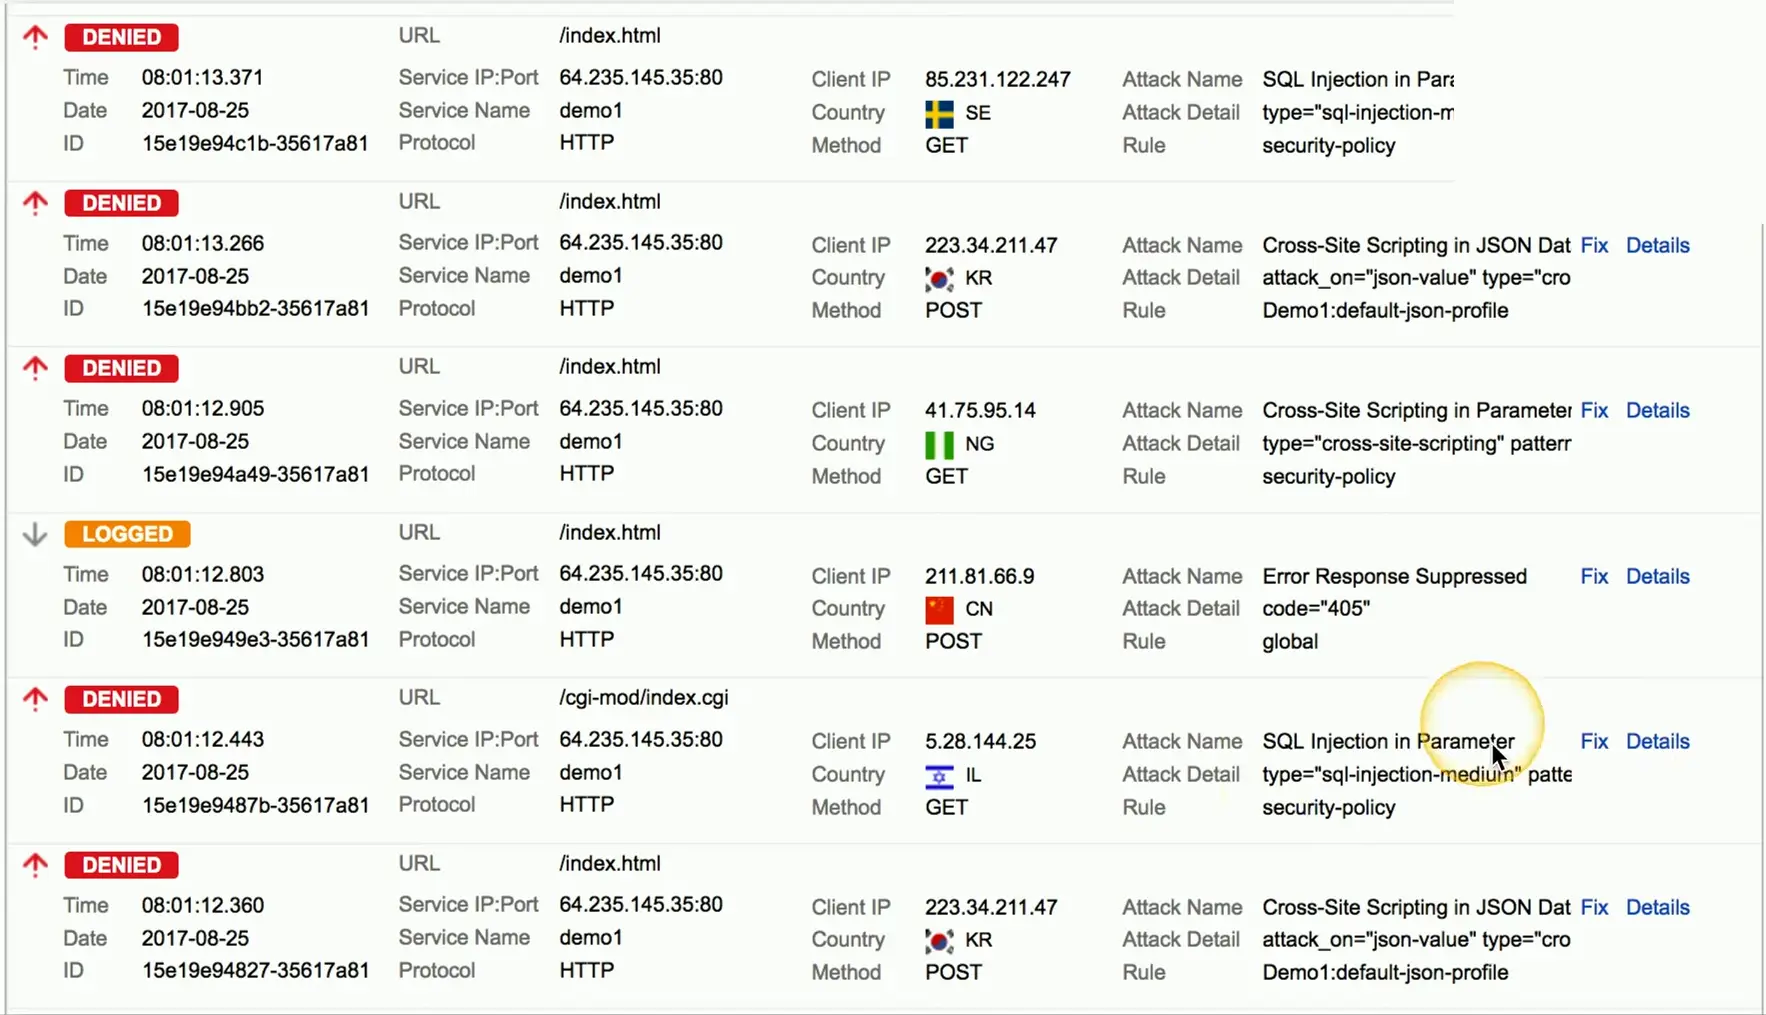 DENIED URL /index.html
Time 08:01:13.371 Service IP:Port 64.235.145.35:80 Client IP 85.231.122.247 Attack Name SQL Injection in Para
Date 2017-08-25 Service Name demo1 Country SE Attack Detail type="sql-injection-m
ID 15e19e94c1b-35617a81 Protocol HTTP Method GET Rule security-policy
DENIED URL /index.html
Time 08:01:13.266 Service IP:Port 64.235.145.35:80 Client IP 223.34.211.47 Attack Name Cross-Site Scripting in JSON Dat Fix Details
Date 2017-08-25 Service Name demo1 Country KR Attack Detail attack_on="json-value" type="cro
ID 15e19e94bb2-35617a81 Protocol HTTP Method POST Rule Demo1:default-json-profile
DENIED URL /index.html
Time 08:01:12.905 Service IP:Port 64.235.145.35:80 Client IP 41.75.95.14 Attack Name Cross-Site Scripting in Parameter Fix Details
Date 2017-08-25 Service Name demo1 Country NG Attack Detail type="cross-site-scripting" pattern
ID 15e19e94a49-35617a81 Protocol HTTP Method GET Rule security-policy
LOGGED URL /index.html
Time 08:01:12.803 Service IP:Port 64.235.145.35:80 Client IP 211.81.66.9 Attack Name Error Response Suppressed Fix Details
Date 2017-08-25 Service Name demo1 Country CN Attack Detail code="405"
ID 15e19e949e3-35617a81 Protocol HTTP Method POST Rule global
DENIED URL /cgi-mod/index.cgi
Time 08:01:12.443 Service IP:Port 64.235.145.35:80 Client IP 5.28.144.25 Attack Name SQL Injection in Parameter Fix Details
Date 2017-08-25 Service Name demo1 Country IL Attack Detail type="sql-injection-medium" patte
ID 15e19e9487b-35617a81 Protocol HTTP Method GET Rule security-policy
DENIED URL /index.html
Time 08:01:12.360 Service IP:Port 64.235.145.35:80 Client IP 223.34.211.47 Attack Name Cross-Site Scripting in JSON Dat Fix Details
Date 2017-08-25 Service Name demo1 Country KR Attack Detail attack_on="json-value" type="cro
ID 15e19e94827-35617a81 Protocol HTTP Method POST Rule Demo1:default-json-profile